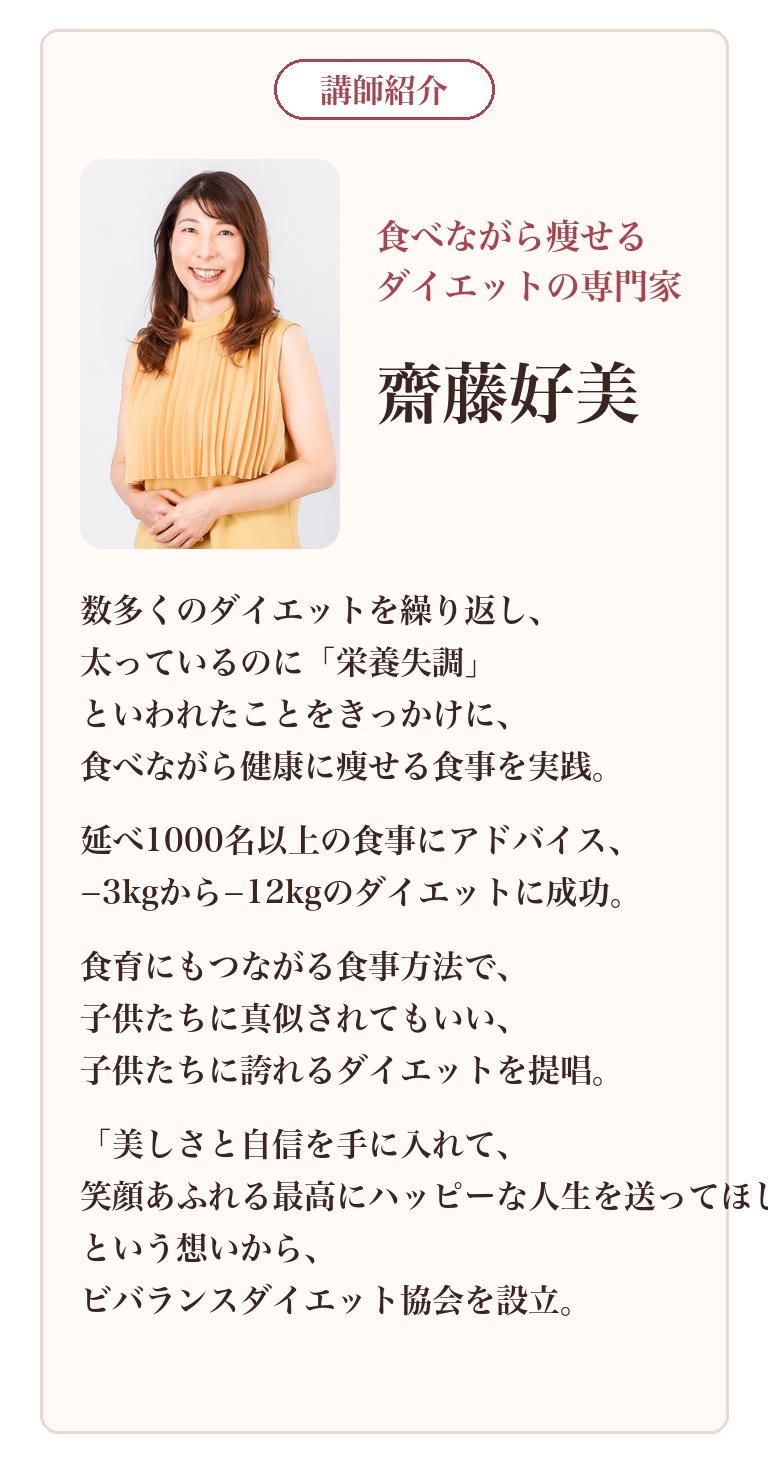 講師紹介
食べながら痩せる
ダイエットの専門家
齋藤好美
数多くのダイエットを繰り返し、
太っているのに「栄養失調」
といわれたことをきっかけに、
食べながら健康に痩せる食事を実践。
延べ1000名以上の食事にアドバイス、
−3kgから−12kgのダイエットに成功。
食育にもつながる食事方法で、
子供たちに真似されてもいい、
子供たちに誇れるダイエットを提唱。
「美しさと自信を手に入れて、
笑顔あふれる最高にハッピーな人生を送ってほし
という想いから、
ビバランスダイエット協会を設立。